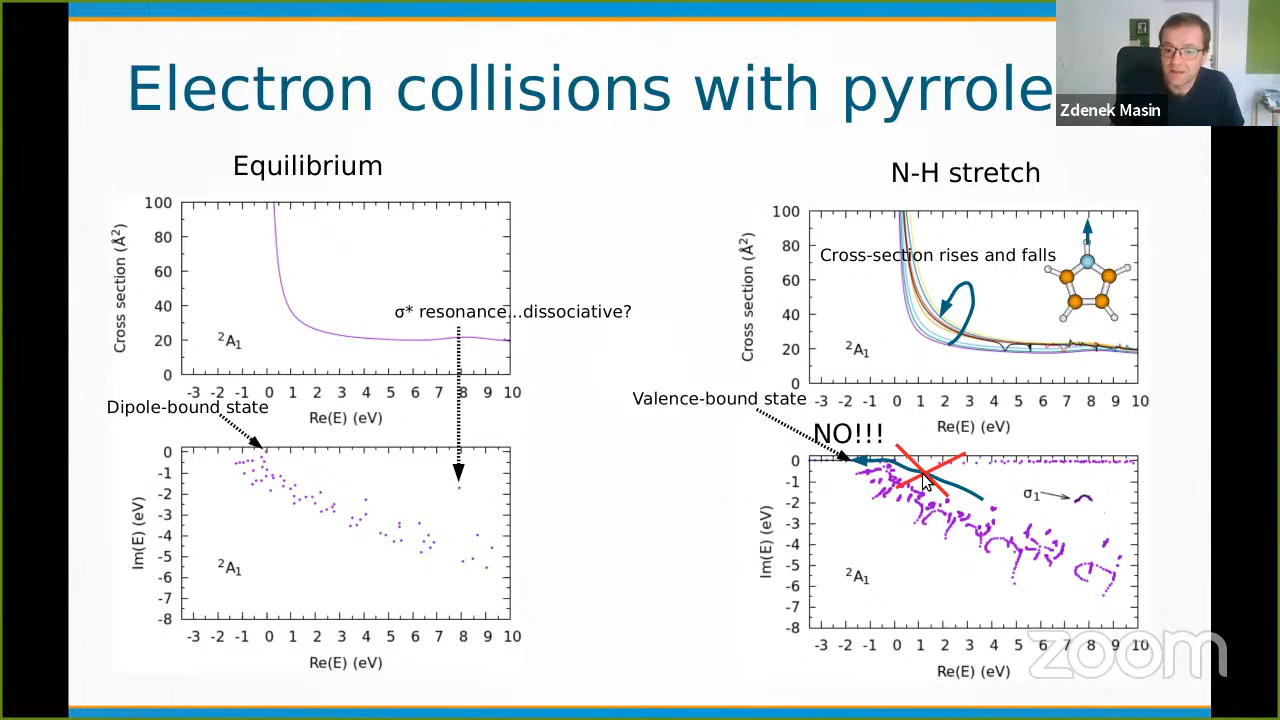 Electron collisions with pyrrole
Zdenek Masin
Equilibrium
N-H stretch
100
80
60
40
20
0
Cross section (Å²)
σ* resonance...dissociative?
²A₁
-3 -2 -1 0 1 2 3 4 5 6 7 8 9 10
Re(E) (eV)
Dipole-bound state
0
-1
-2
-3
-4
-5
-6
-7
-8
Im(E) (eV)
²A₁
-3 -2 -1 0 1 2 3 4 5 6 7 8 9 10
Re(E) (eV)
100
80
60
40
20
0
Cross section (Å²)
Cross-section rises and falls
²A₁
-3 -2 -1 0 1 2 3 4 5 6 7 8 9 10
Re(E) (eV)
Valence-bound state
NO!!!
0
-1
-2
-3
-4
-5
-6
-7
-8
Im(E) (eV)
σ₁
²A₁
-3 -2 -1 0 1 2 3 4 5 6 7 8 9 10
Re(E) (eV)
zoom